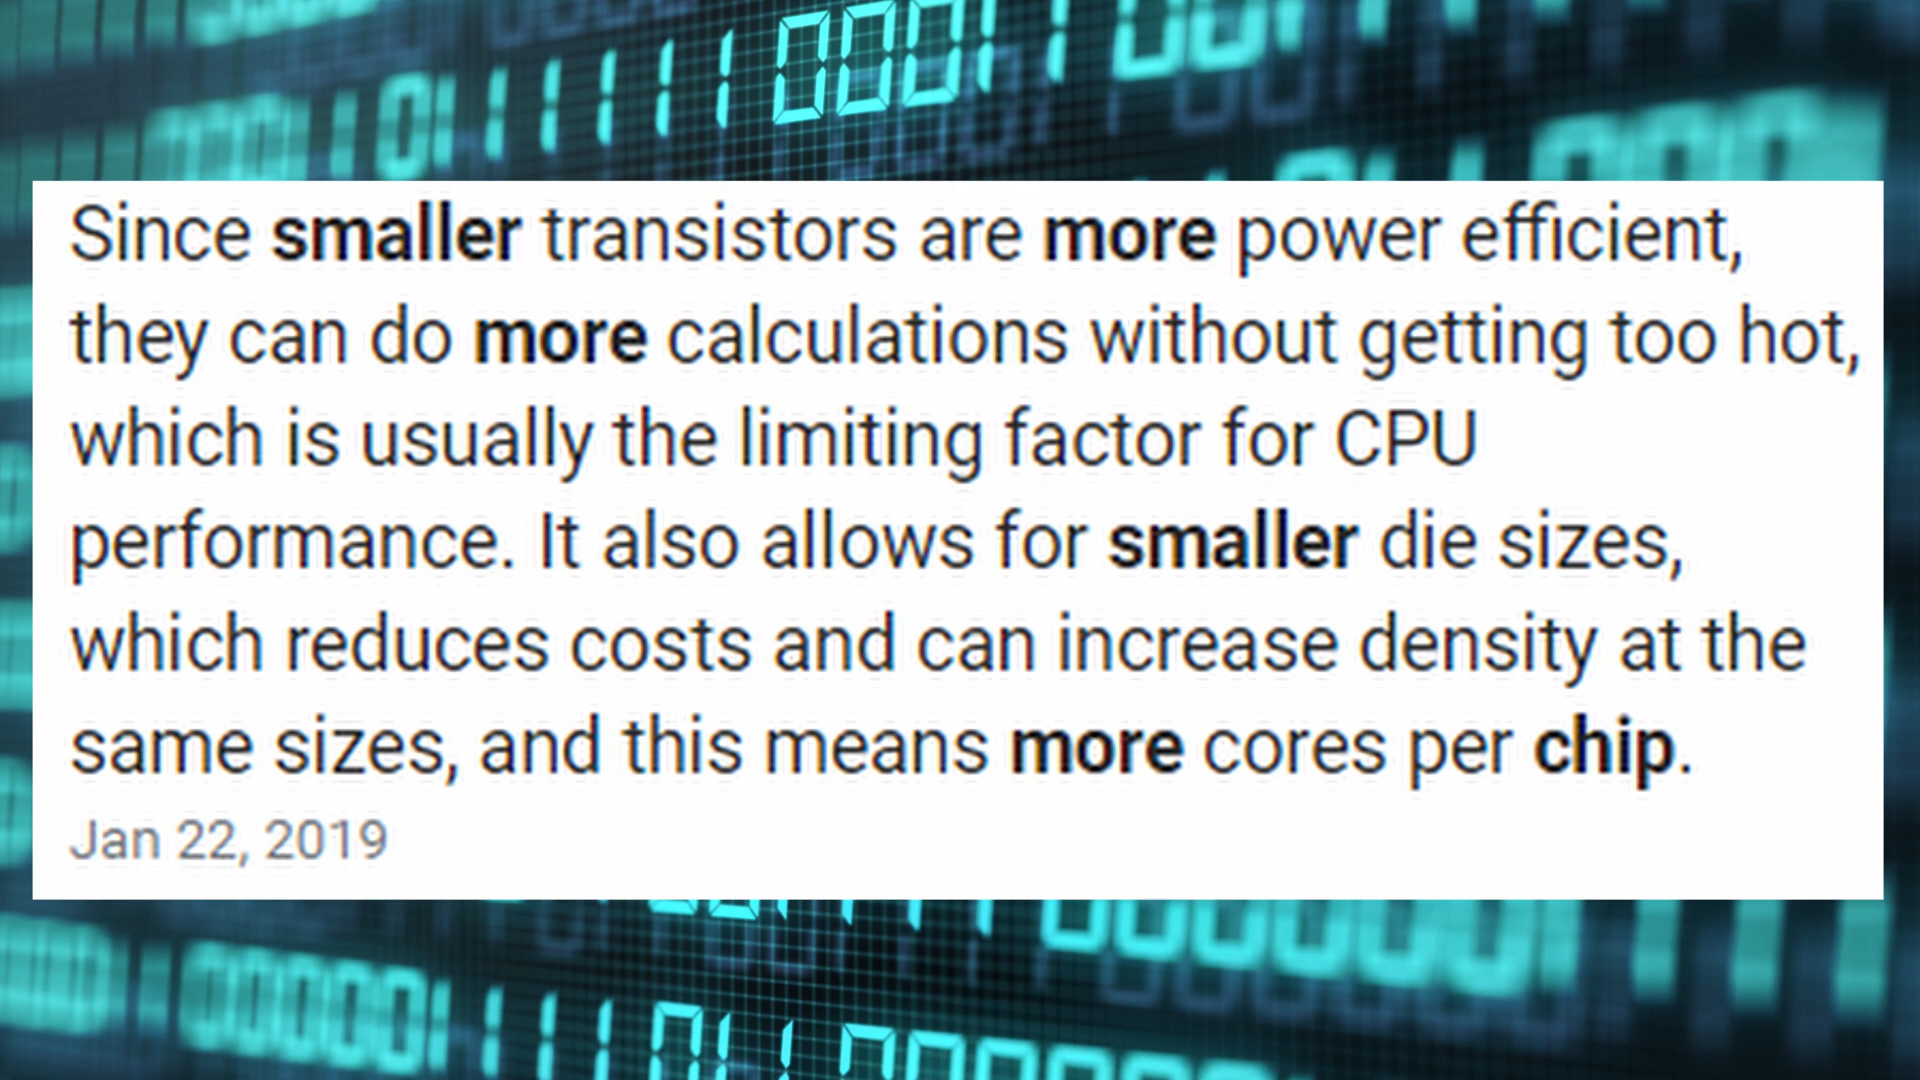 Since smaller transistors are more power efficient,
they can do more calculations without getting too hot,
which is usually the limiting factor for CPU
performance. It also allows for smaller die sizes,
which reduces costs and can increase density at the
same sizes, and this means more cores per chip.
Jan 22, 2019